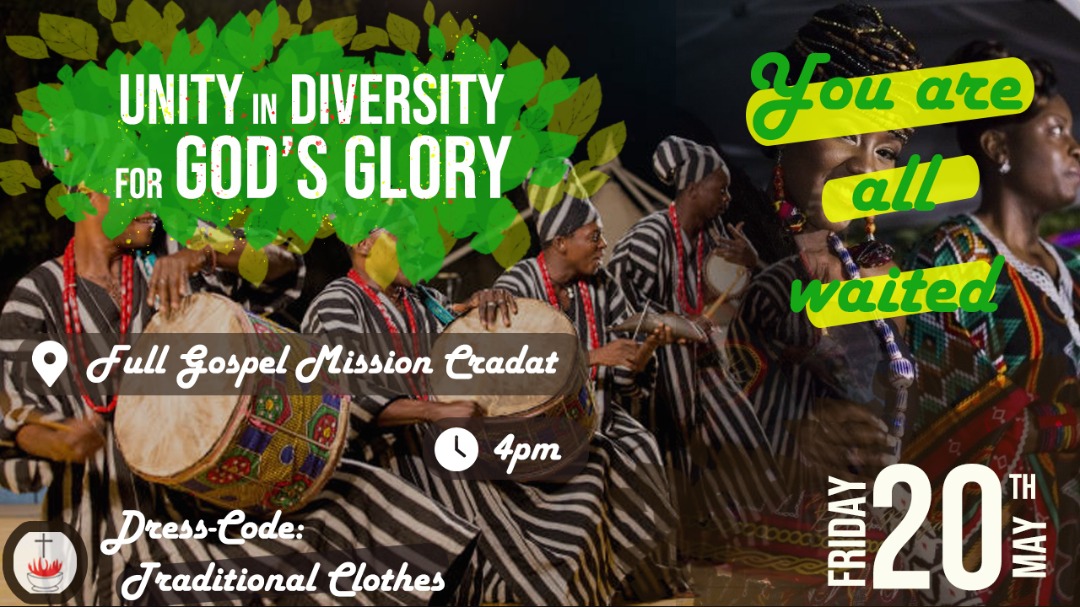 UNITY IN DIVERSITY
FOR GOD'S GLORY
You are
all
waited
Full Gospel Mission Cradat
4pm
Dress-Code:
Traditional Clothes
FRIDAY
20
TH
MAY